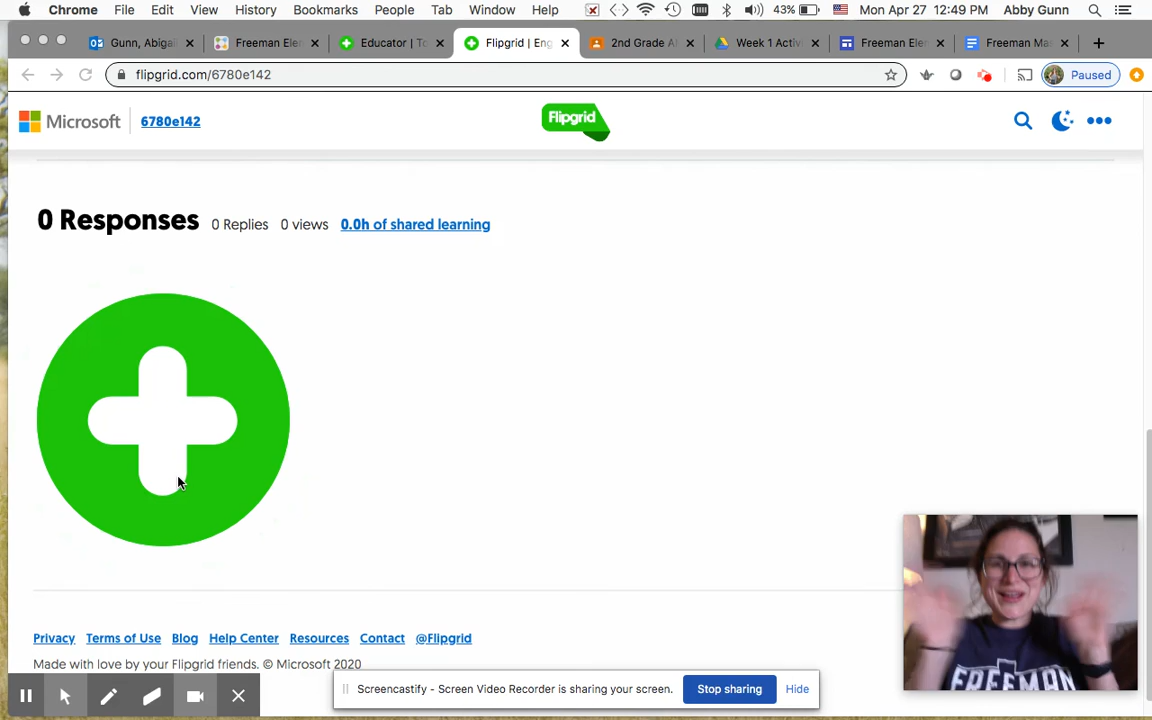 Chrome File Edit View History Bookmarks People Tab Window Help 43% Mon Apr 27 12:49 PM Abby Gunn
Gunn, Abigai Freeman Elen Educator | To Flipgrid | Eng 2nd Grade A Week 1 Activ Freeman Elen Freeman Ma
flipgrid.com/6780e142 Paused
Microsoft 6780e142 Flipgrid
0 Responses 0 Replies 0 views 0.0h of shared learning
Privacy Terms of Use Blog Help Center Resources Contact @Flipgrid
Made with love by your Flipgrid friends. © Microsoft 2020
Screencastify - Screen Video Recorder is sharing your screen. Stop sharing Hide
FREEMAN